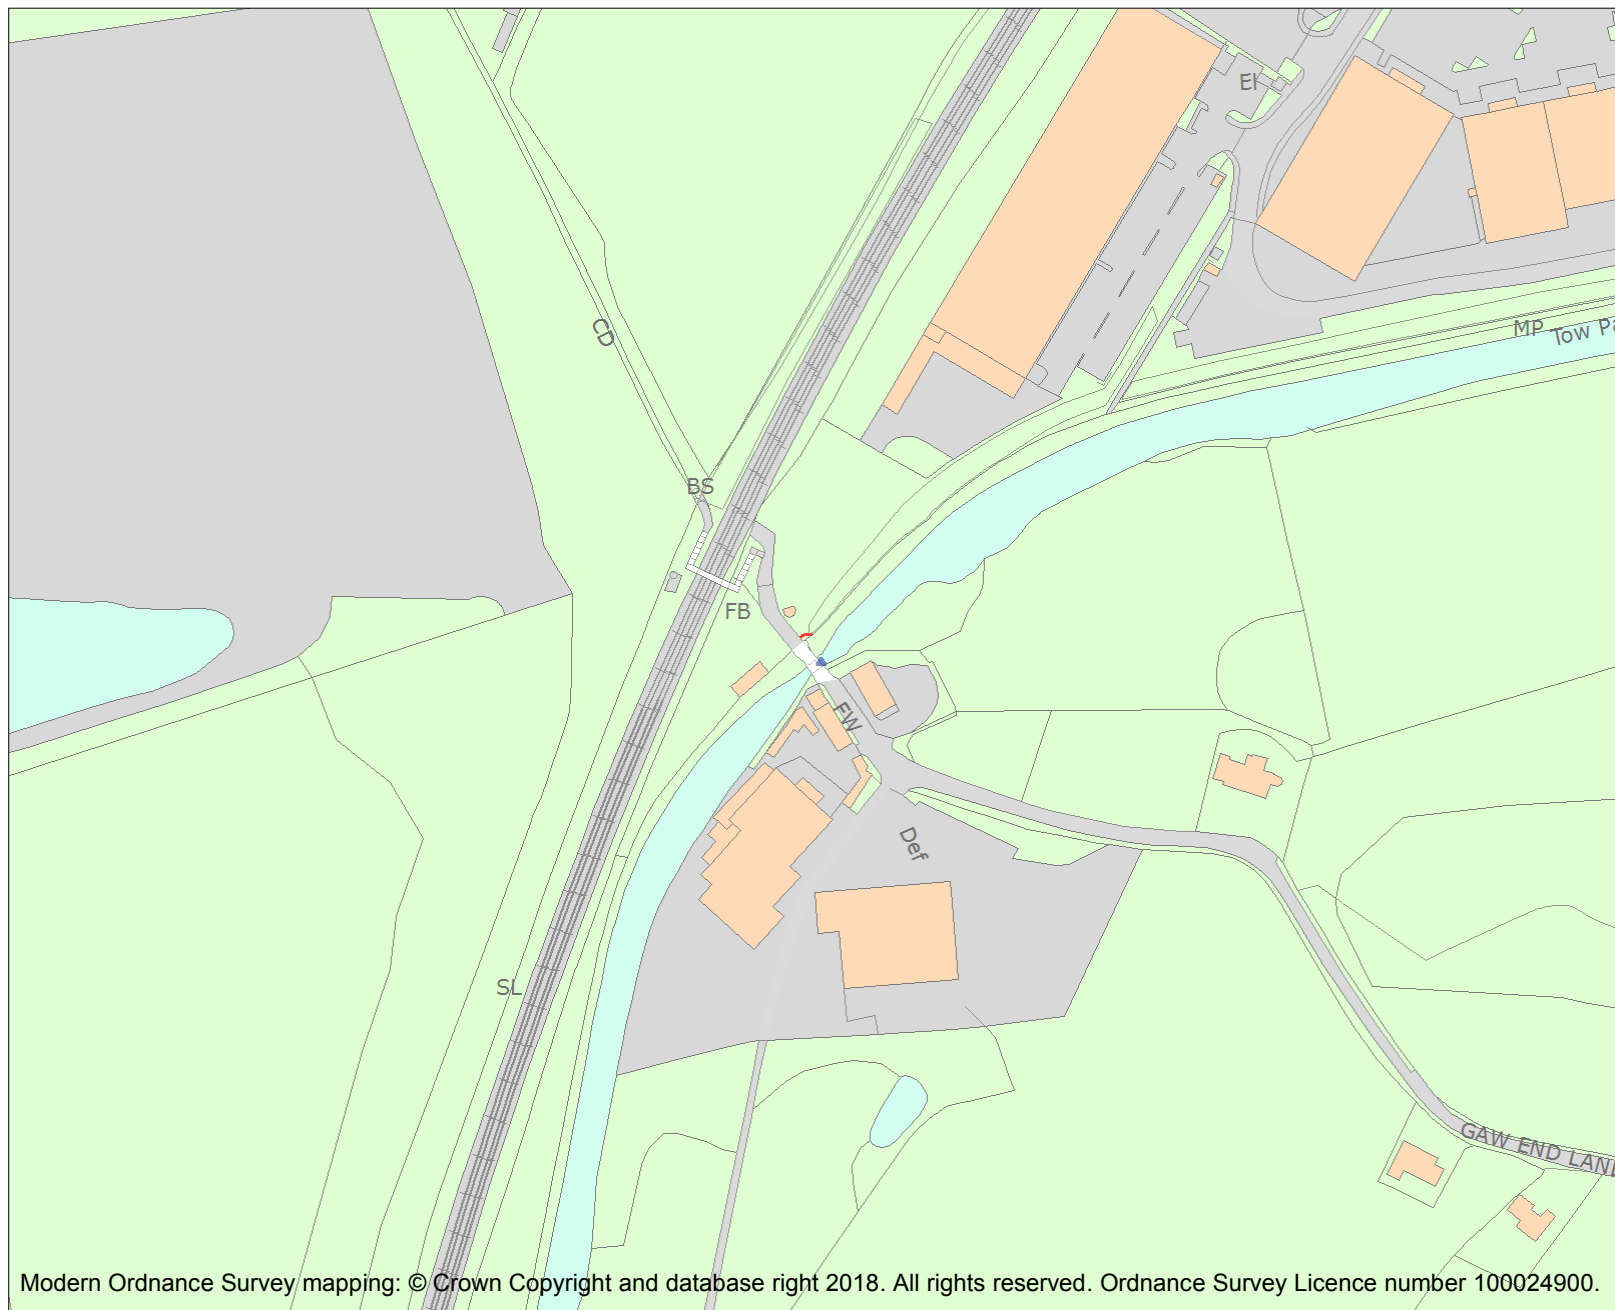 EI
MP
Tow Pa
CD
BS
FB
FW
Def
SL
GAW END LANE
Modern Ordnance Survey mapping: © Crown Copyright and database right 2018. All rights reserved. Ordnance Survey Licence number 100024900.